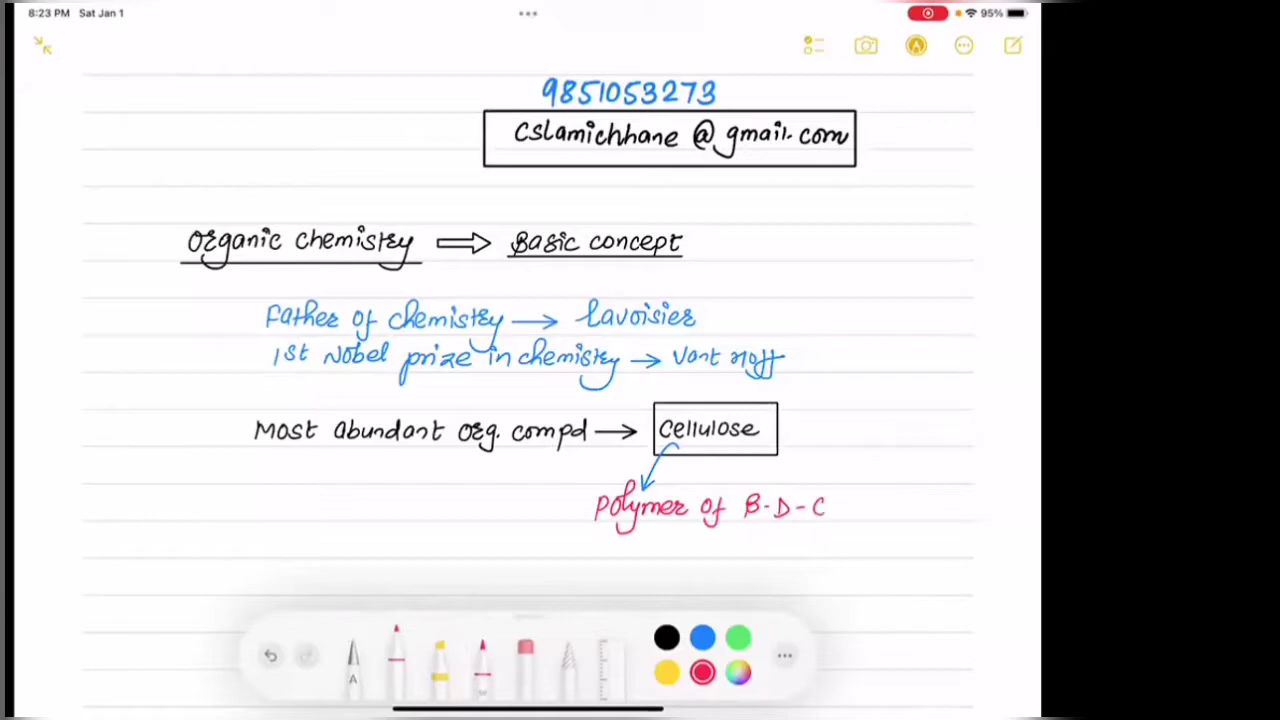 8:23 PM Sat Jan 1
95%
9851053273
cslamichhane @ gmail.com
Organic chemistry ⇒ Basic concept
Father of chemistry → Lavoisier
1st Nobel prize in chemistry → Vant Hoff
Most abundant org. compd → cellulose
polymer of β-D-C
A